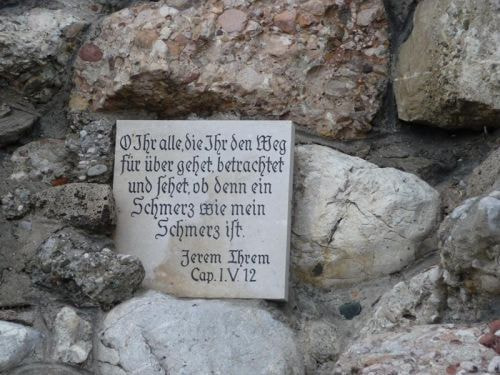 O' Ihr alle, die Ihr den Weg
für über gehet, betrachtet
und sehet, ob denn ein
Schmerz wie mein
Schmerz ist.
Jerem Threm
Cap. I. V 12